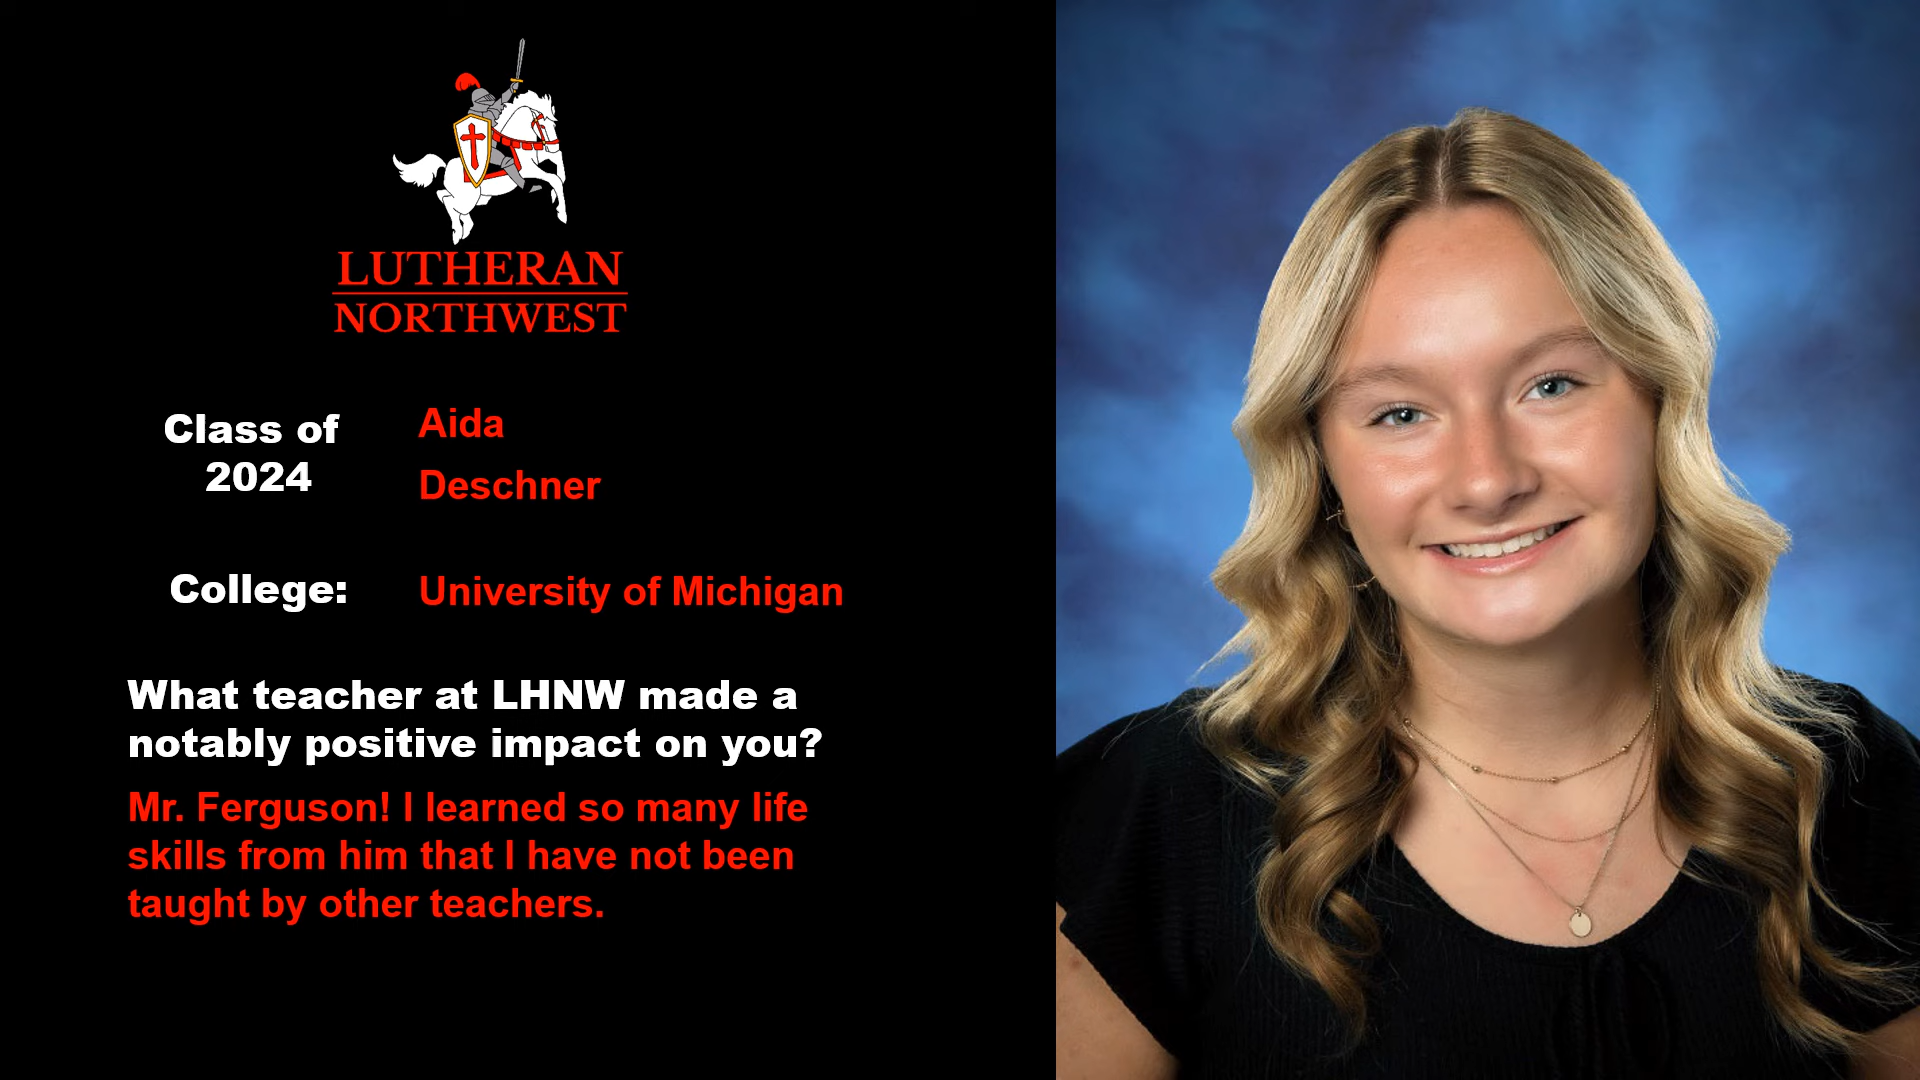 LUTHERAN
NORTHWEST
Class of
2024
Aida
Deschner
College:
University of Michigan
What teacher at LHNW made a
notably positive impact on you?
Mr. Ferguson! I learned so many life
skills from him that I have not been
taught by other teachers.